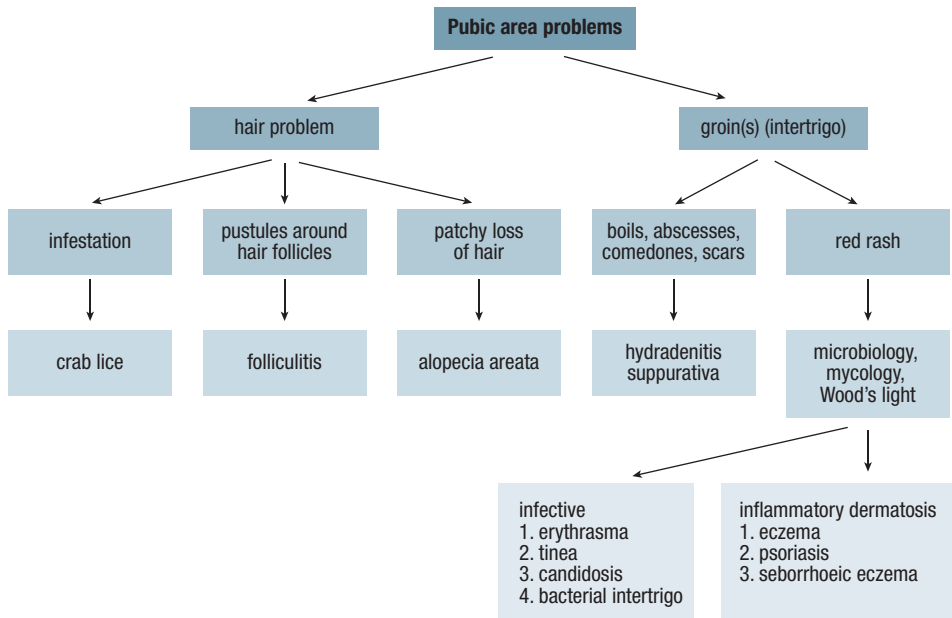 Pubic area problems
hair problem
groin(s) (intertrigo)
infestation
pustules around
hair follicles
patchy loss
of hair
boils, abscesses,
comedones, scars
red rash
crab lice
folliculitis
alopecia areata
hydradenitis
suppurativa
microbiology,
mycology,
Wood’s light
infective
1. erythrasma
2. tinea
3. candidosis
4. bacterial intertrigo
inflammatory dermatosis
1. eczema
2. psoriasis
3. seborrhoeic eczema